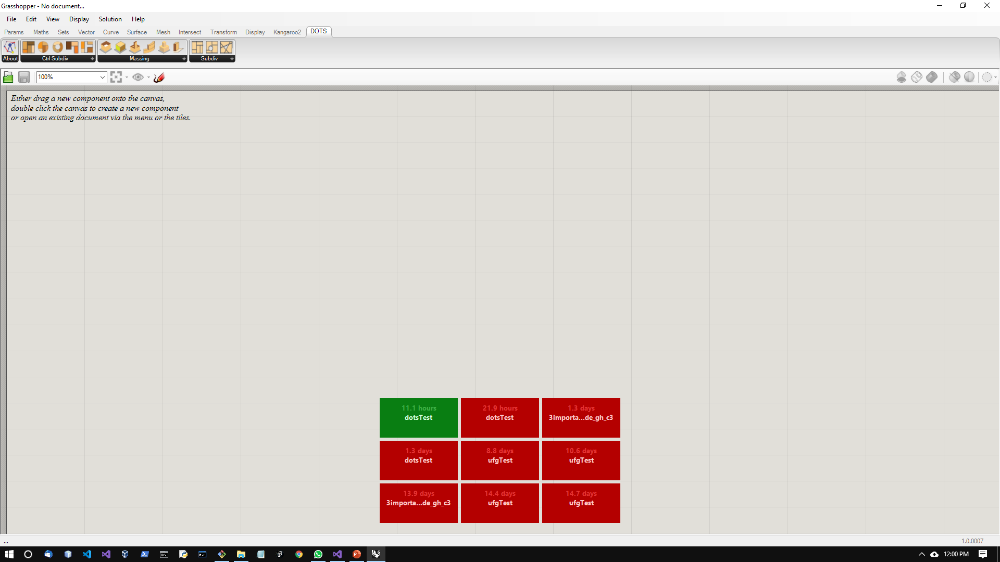 Grasshopper - No document...
File Edit View Display Solution Help
Params Maths Sets Vector Curve Surface Mesh Intersect Transform Display Kangaroo2 DOTS
About Ctrl Subdiv Massing Subdiv
100%
Either drag a new component onto the canvas,
double click the canvas to create a new component
or open an existing document via the menu or the tiles.
11.1 hours
dotsTest
21.9 hours
dotsTest
1.3 days
3importa...de_gh_c3
1.3 days
dotsTest
8.8 days
ufgTest
10.6 days
ufgTest
13.9 days
3importa...de_gh_c3
14.4 days
ufgTest
14.7 days
ufgTest
...
1.0.0007
12:00 PM